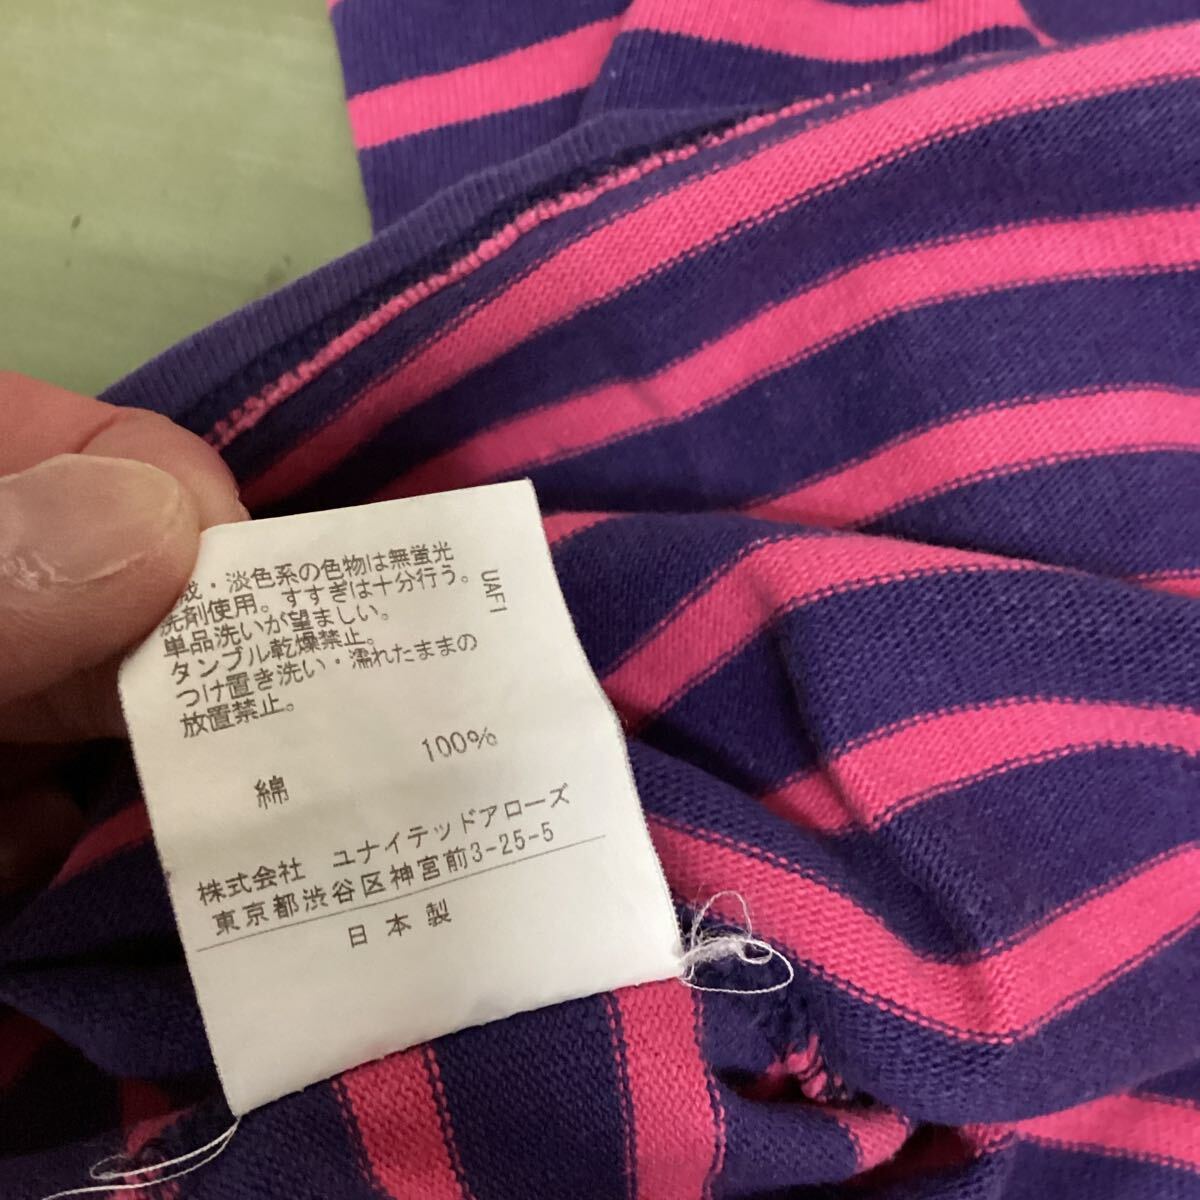 成・淡色系の色物は無蛍光
洗剤使用。すすぎは十分行う。
単品洗いが望ましい。
タンブル乾燥禁止。
つけ置き洗い・濡れたままの
放置禁止。
UAF1
綿 100%
株式会社 ユナイテッドアローズ
東京都渋谷区神宮前3-25-5
日本製